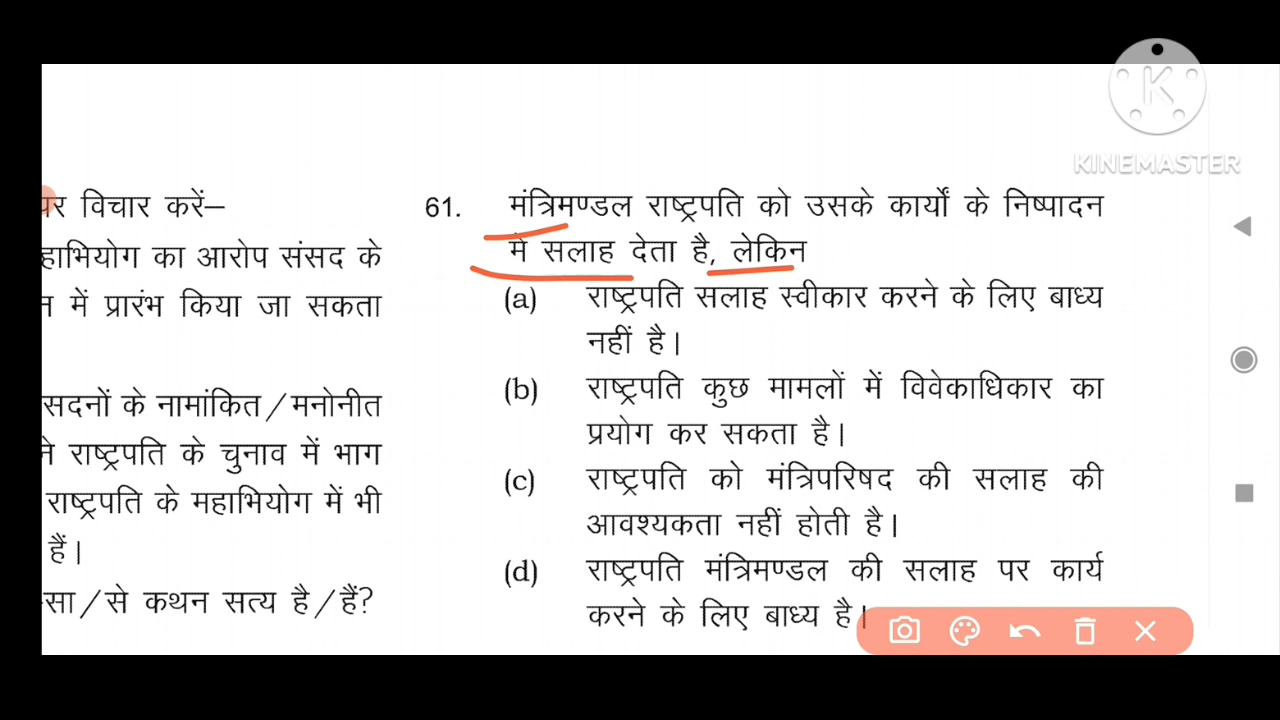 पर विचार करें–
हाभियोग का आरोप संसद के
न में प्रारंभ किया जा सकता
सदनों के नामांकित/मनोनीत
ने राष्ट्रपति के चुनाव में भाग
राष्ट्रपति के महाभियोग में भी
हैं।
सा/से कथन सत्य है/हैं?
61. मंत्रिमण्डल राष्ट्रपति को उसके कार्यों के निष्पादन
में सलाह देता है, लेकिन
(a) राष्ट्रपति सलाह स्वीकार करने के लिए बाध्य
नहीं है।
(b) राष्ट्रपति कुछ मामलों में विवेकाधिकार का
प्रयोग कर सकता है।
(c) राष्ट्रपति को मंत्रिपरिषद की सलाह की
आवश्यकता नहीं होती है।
(d) राष्ट्रपति मंत्रिमण्डल की सलाह पर कार्य
करने के लिए बाध्य है।
K
KINEMASTER